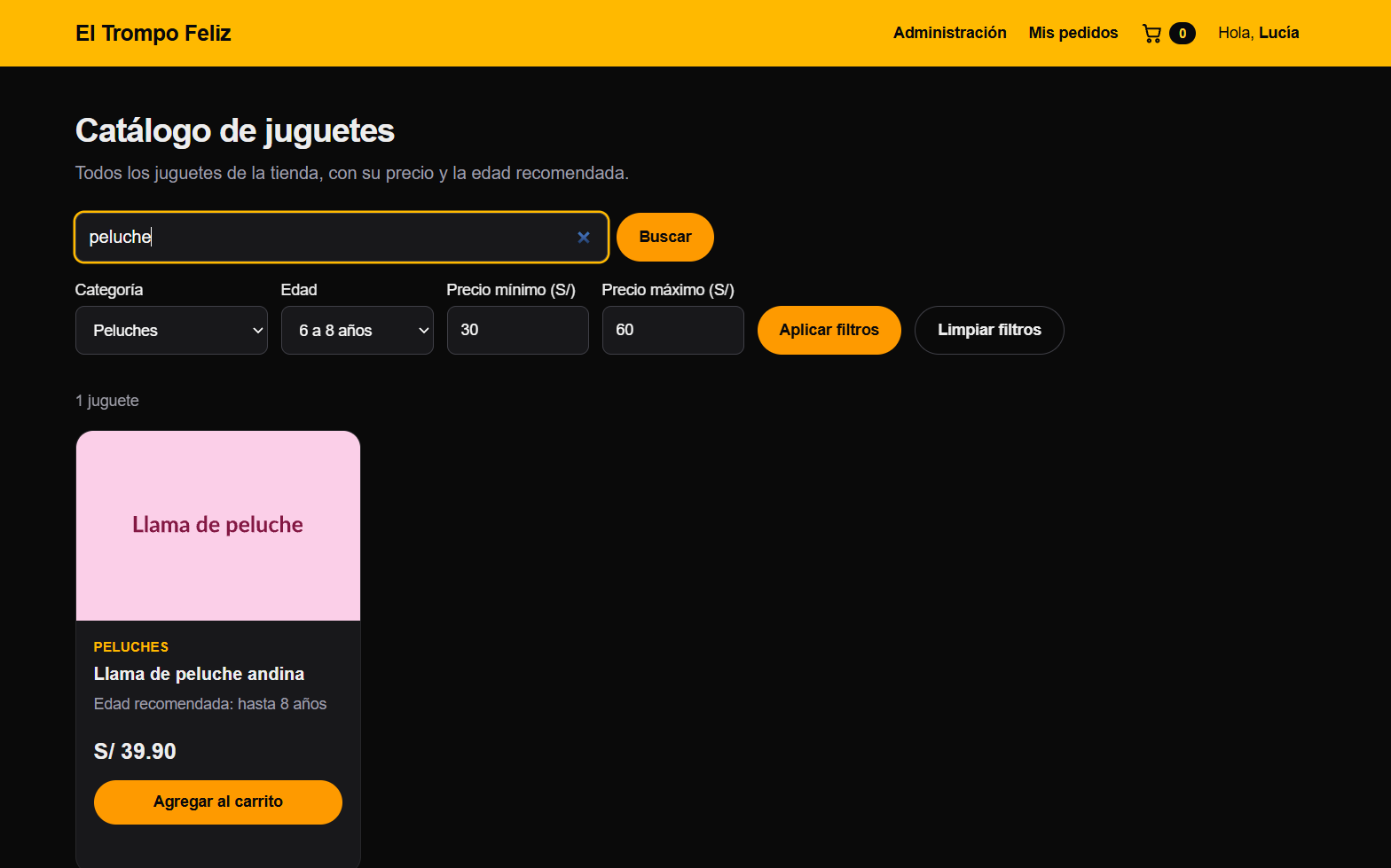 El Trompo Feliz
Administración
Mis pedidos
0
Hola, Lucía
Catálogo de juguetes
Todos los juguetes de la tienda, con su precio y la edad recomendada.
peluche
Buscar
Categoría
Edad
Precio mínimo (S/)
Precio máximo (S/)
Peluches
6 a 8 años
30
60
Aplicar filtros
Limpiar filtros
1 juguete
Llama de peluche
PELUCHES
Llama de peluche andina
Edad recomendada: hasta 8 años
S/ 39.90
Agregar al carrito